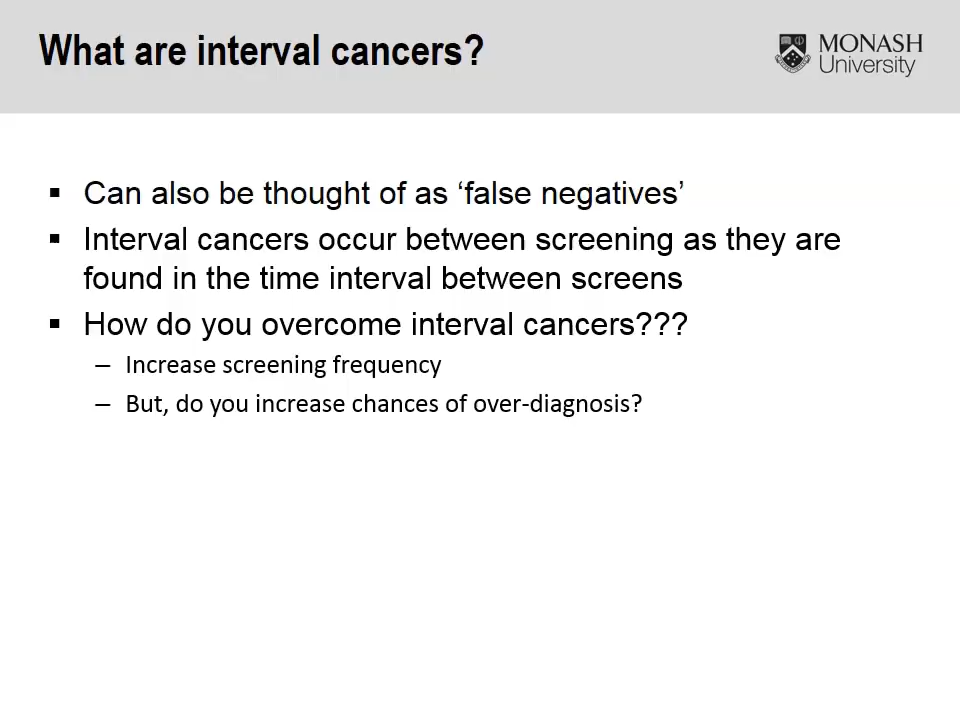 What are interval cancers?
MONASH
University
▪ Can also be thought of as ‘false negatives’
▪ Interval cancers occur between screening as they are
found in the time interval between screens
▪ How do you overcome interval cancers???
– Increase screening frequency
– But, do you increase chances of over-diagnosis?